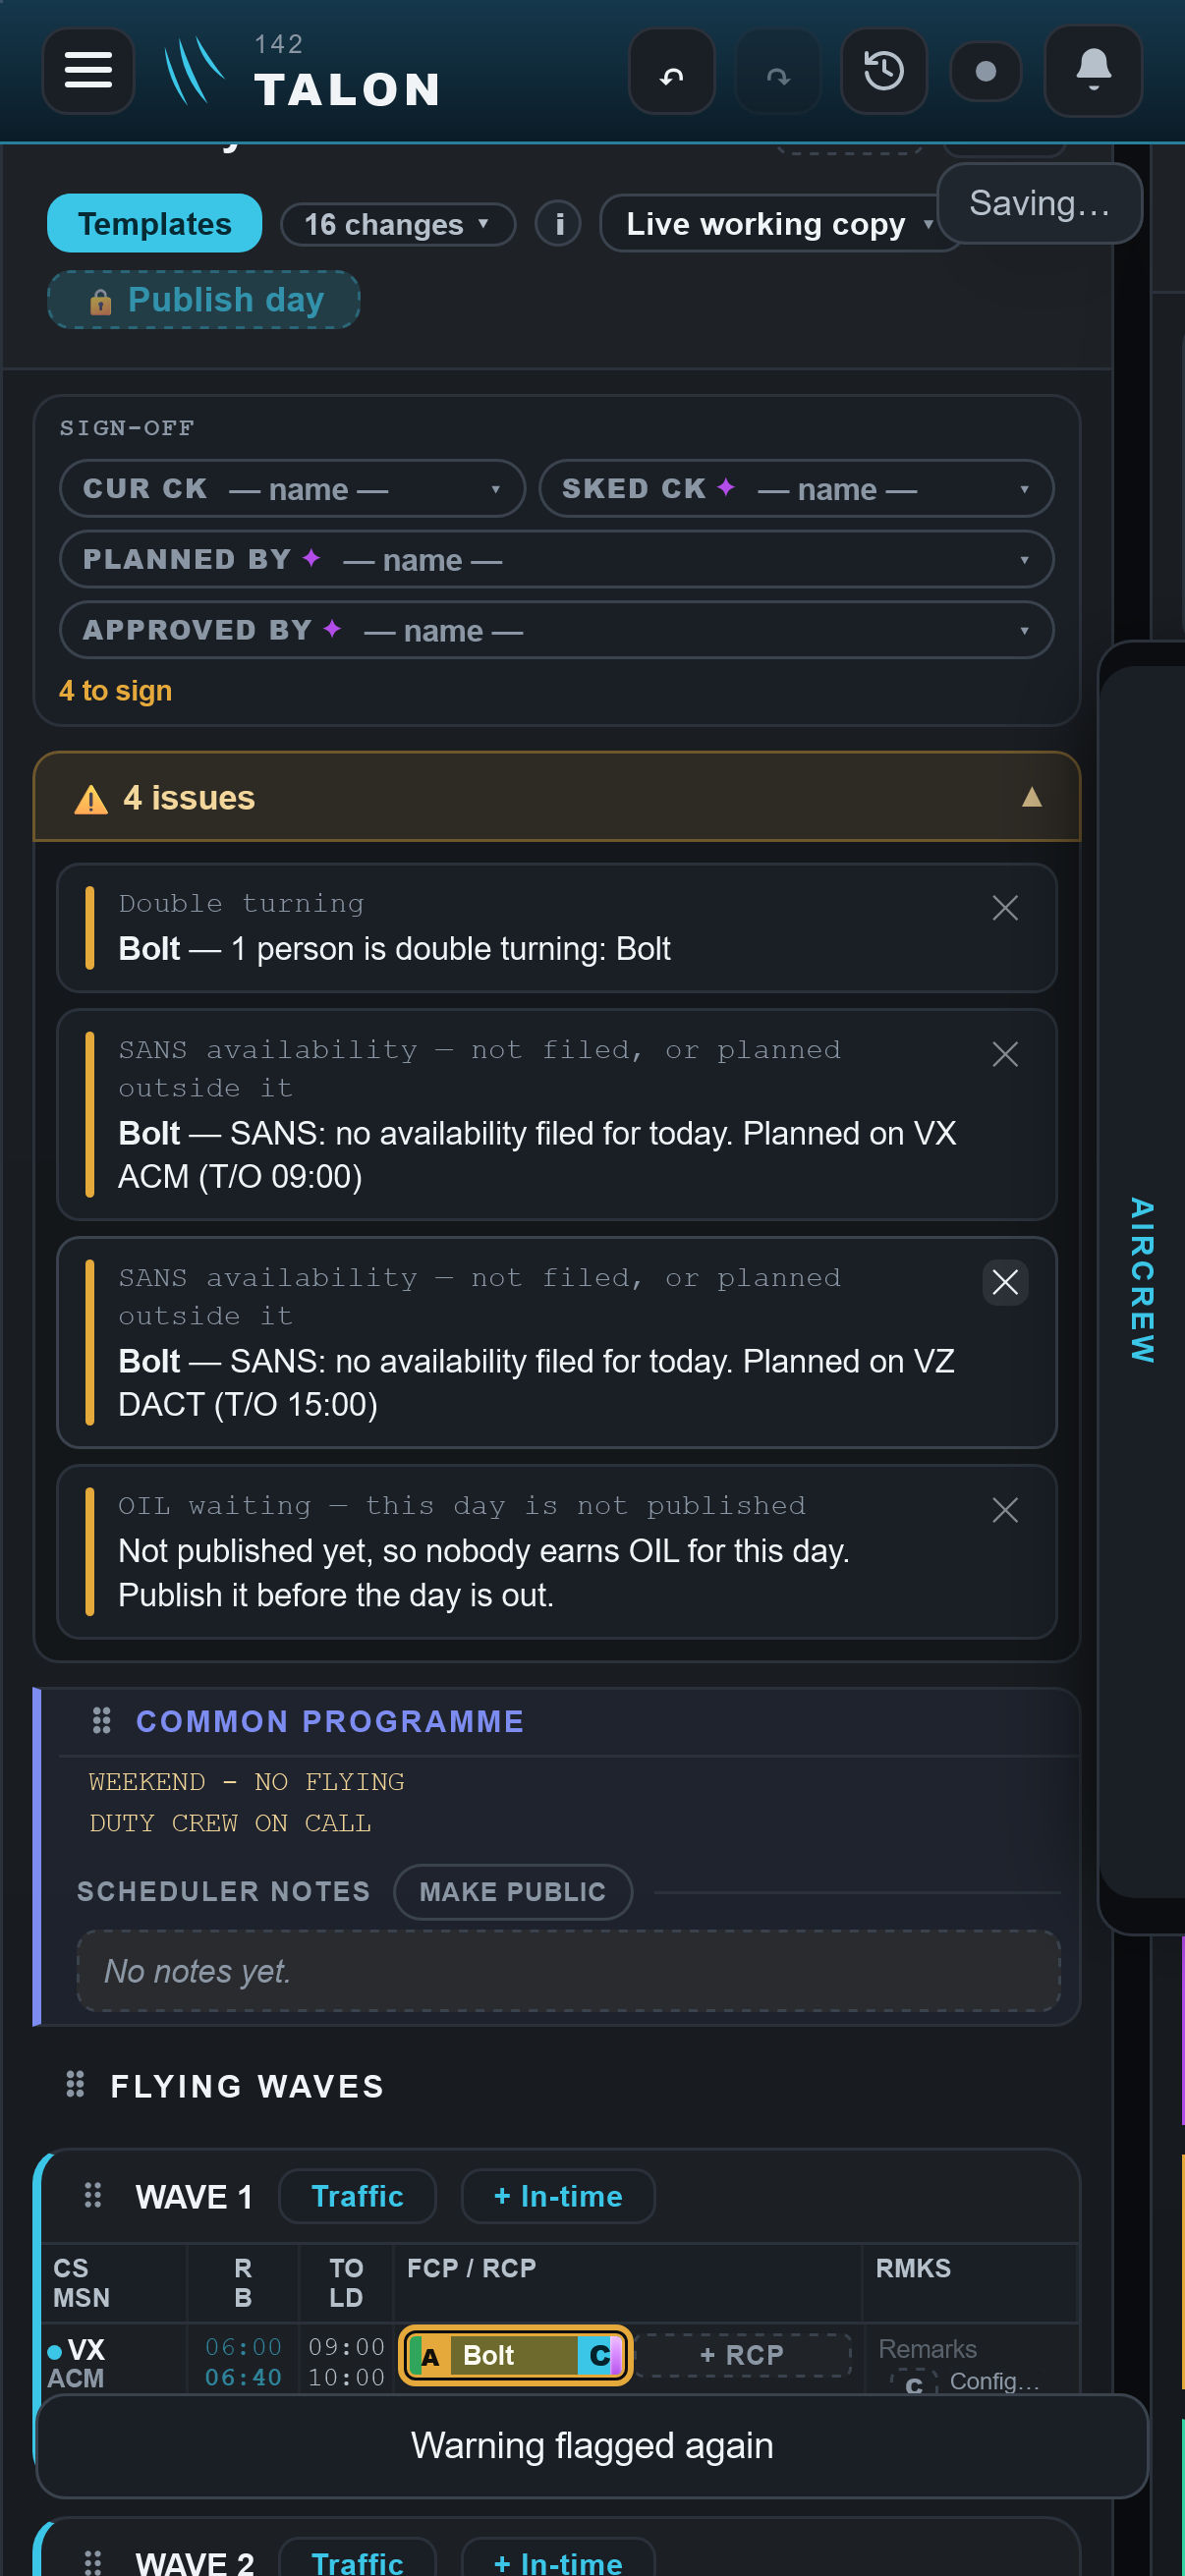 142
TALON
Saving…
Templates
16 changes
i
Live working copy
Publish day
SIGN-OFF
CUR CK — name —
SKED CK — name —
PLANNED BY — name —
APPROVED BY — name —
4 to sign
4 issues
Double turning
Bolt — 1 person is double turning: Bolt
SANS availability — not filed, or planned
outside it
Bolt — SANS: no availability filed for today. Planned on VX
ACM (T/O 09:00)
SANS availability — not filed, or planned
outside it
Bolt — SANS: no availability filed for today. Planned on VZ
DACT (T/O 15:00)
OIL waiting — this day is not published
Not published yet, so nobody earns OIL for this day.
Publish it before the day is out.
AIRCREW
COMMON PROGRAMME
WEEKEND - NO FLYING
DUTY CREW ON CALL
SCHEDULER NOTES MAKE PUBLIC
No notes yet.
FLYING WAVES
WAVE 1 Traffic + In-time
CS R TO FCP / RCP RMKS
MSN B LD
VX 06:00 09:00 A Bolt C + RCP Remarks
ACM 06:40 10:00 C Config…
Warning flagged again
WAVE 2 Traffic + In-time